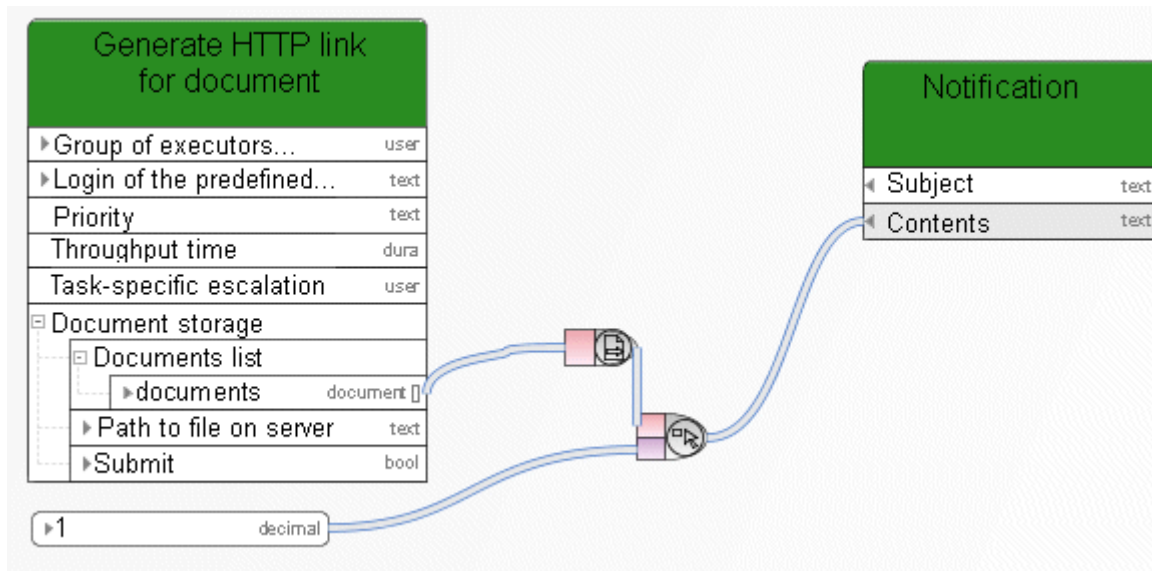 Generate HTTP link
for document
Group of executors... user
Login of the predefined... text
Priority text
Throughput time dura
Task-specific escalation user
Document storage
Documents list
documents document []
Path to file on server text
Submit bool
1 decimal
Notification
Subject text
Contents text